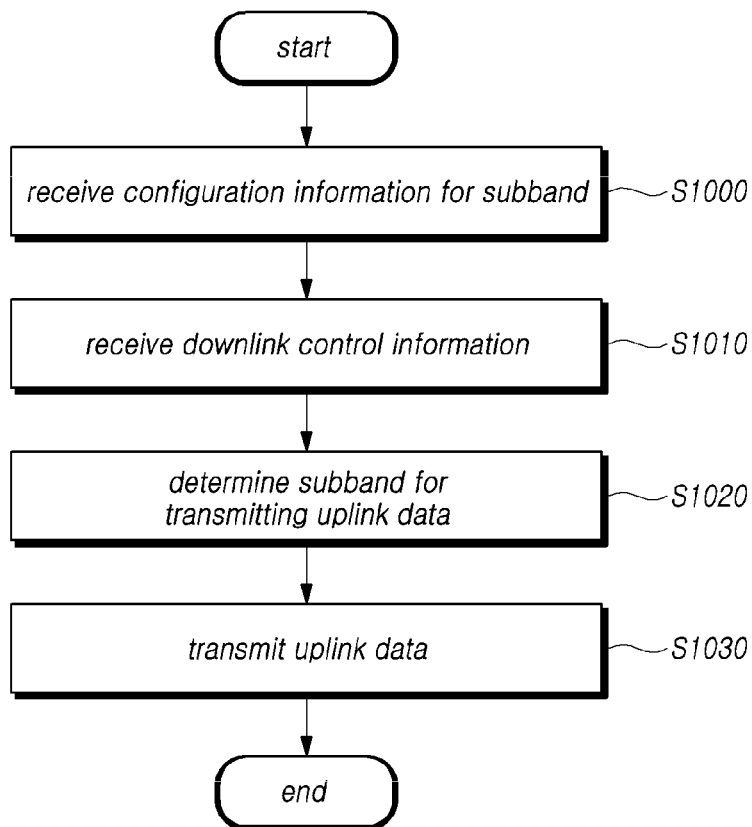 start
receive configuration information for subband
S1000
receive downlink control information
S1010
determine subband for
transmitting uplink data
S1020
transmit uplink data
S1030
end